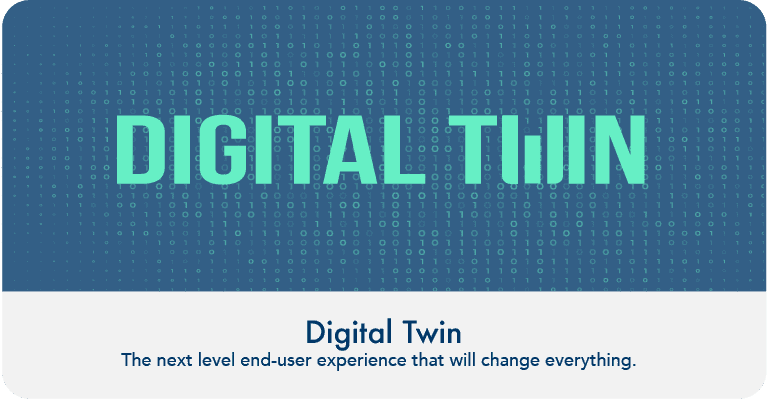 DIGITAL TWIN
Digital Twin
The next level end-user experience that will change everything.